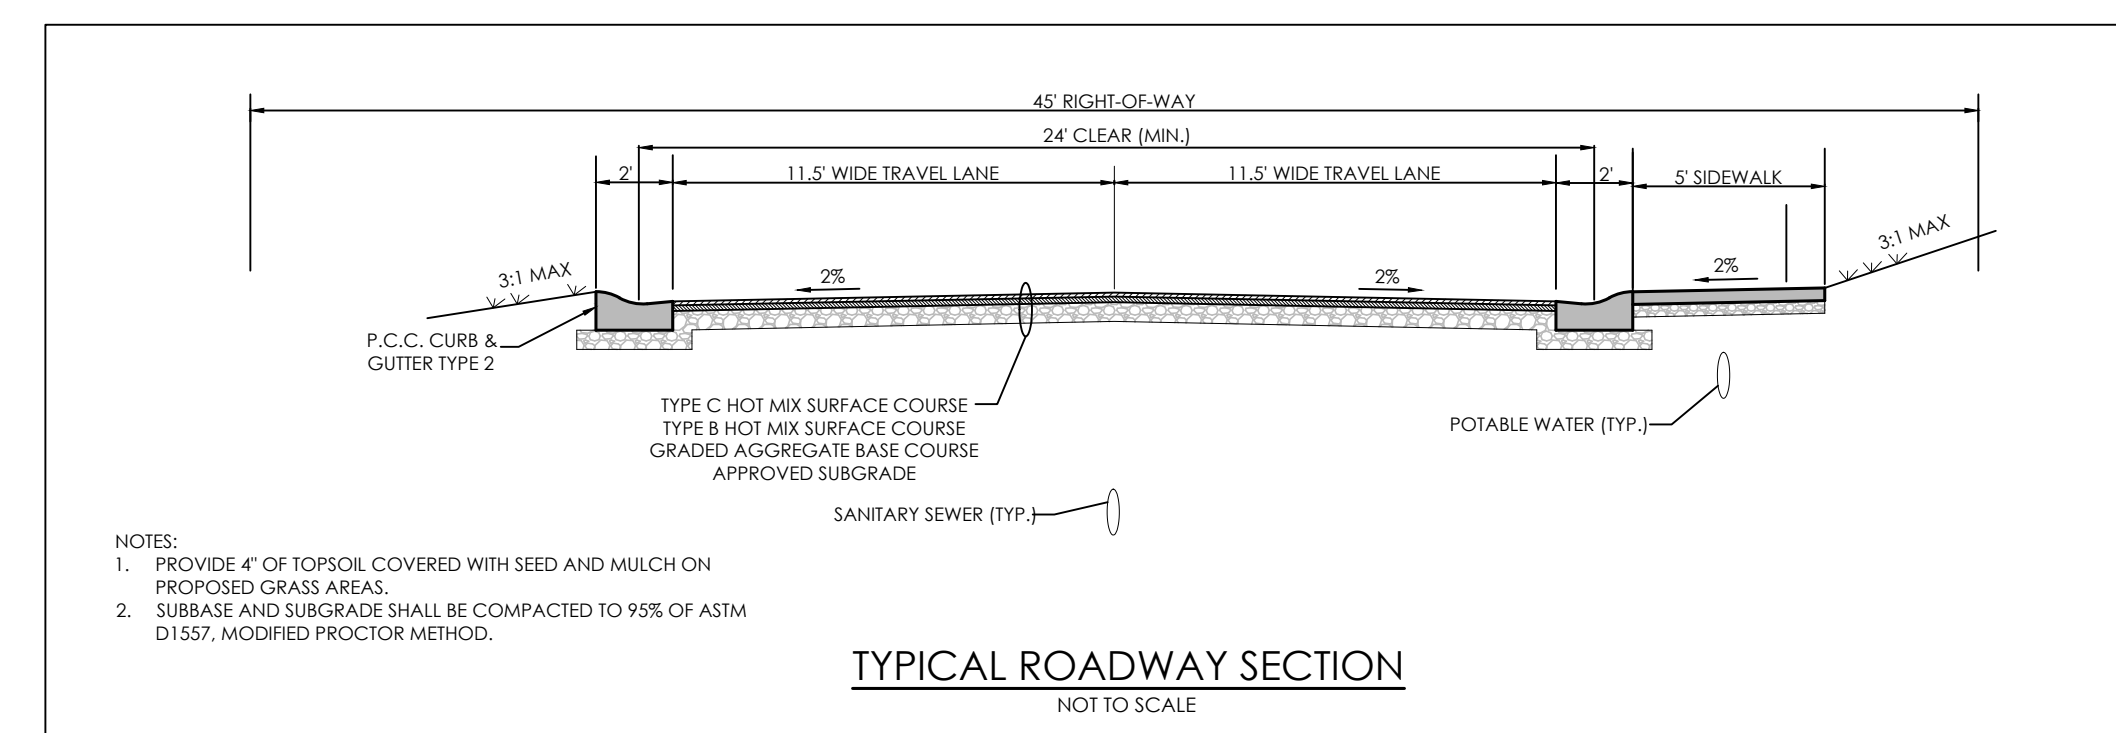 45' RIGHT-OF-WAY
24' CLEAR (MIN.)
2'
11.5' WIDE TRAVEL LANE
11.5' WIDE TRAVEL LANE
2'
5' SIDEWALK
3:1 MAX
2%
2%
2%
3:1 MAX
P.C.C. CURB &
GUTTER TYPE 2
TYPE C HOT MIX SURFACE COURSE
TYPE B HOT MIX SURFACE COURSE
GRADED AGGREGATE BASE COURSE
APPROVED SUBGRADE
POTABLE WATER (TYP.)
SANITARY SEWER (TYP.)
NOTES:
1. PROVIDE 4" OF TOPSOIL COVERED WITH SEED AND MULCH ON
PROPOSED GRASS AREAS.
2. SUBBASE AND SUBGRADE SHALL BE COMPACTED TO 95% OF ASTM
D1557, MODIFIED PROCTOR METHOD.
TYPICAL ROADWAY SECTION
NOT TO SCALE